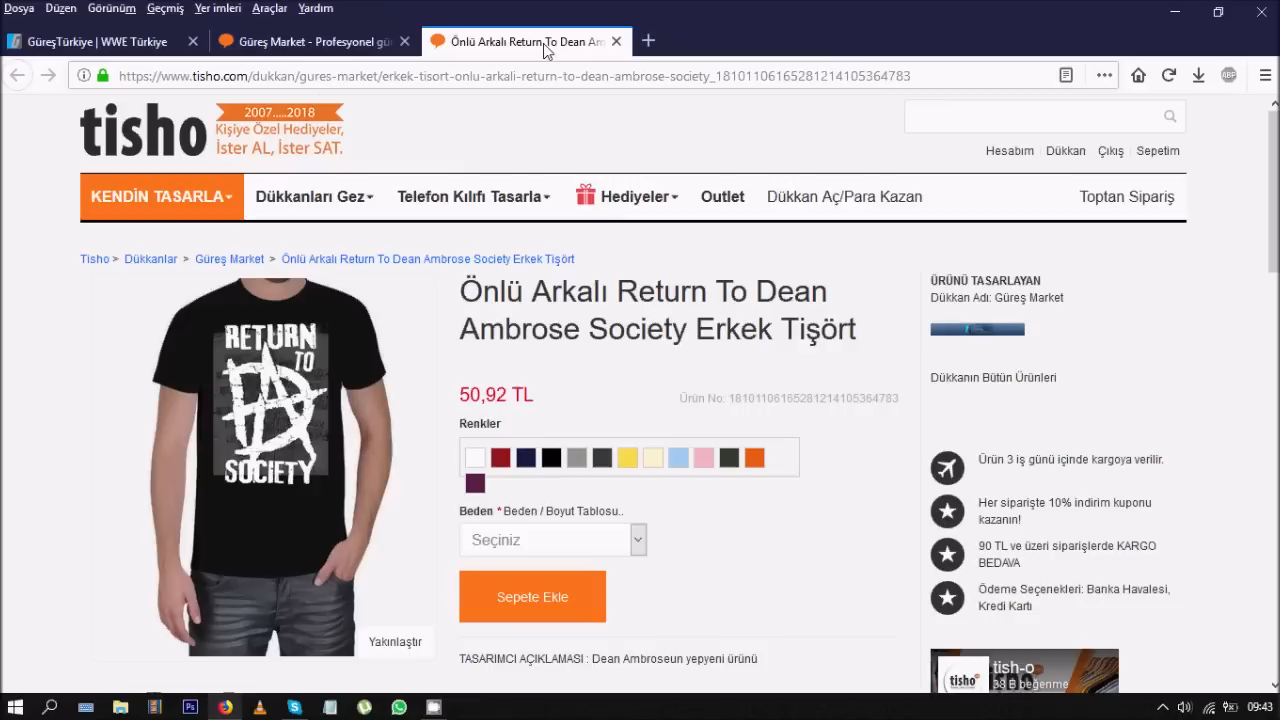 Dosya Düzen Görünüm Geçmiş Yer imleri Araçlar Yardım
GüreşTürkiye | WWE Türkiye
Güreş Market - Profesyonel gü
Önlü Arkalı Return To Dean Am
https://www.tisho.com/dukkan/gures-market/erkek-tisort-onlu-arkali-return-to-dean-ambrose-society_18101106165281214105364783
ABP
tisho
2007.....2018
Kişiye Özel Hediyeler,
İster AL, İster SAT.
Hesabım Dükkan Çıkış Sepetim
KENDİN TASARLA Dükkanları Gez Telefon Kılıfı Tasarla Hediyeler Outlet Dükkan Aç/Para Kazan Toptan Sipariş
Tisho > Dükkanlar > Güreş Market > Önlü Arkalı Return To Dean Ambrose Society Erkek Tişört
RETURN
TO
DA
SOCIETY
Yakınlaştır
Önlü Arkalı Return To Dean
Ambrose Society Erkek Tişört
50,92 TL
Ürün No: 18101106165281214105364783
Renkler
Beden * Beden / Boyut Tablosu..
Seçiniz
Sepete Ekle
TASARIMCI AÇIKLAMASI : Dean Ambroseun yepyeni ürünü
ÜRÜNÜ TASARLAYAN
Dükkan Adı: Güreş Market
Dükkanın Bütün Ürünleri
Ürün 3 iş günü içinde kargoya verilir.
Her siparişte 10% indirim kuponu
kazanın!
90 TL ve üzeri siparişlerde KARGO
BEDAVA
Ödeme Seçenekleri: Banka Havalesi,
Kredi Kartı
tisho
tish-o
38 B beğenme
Ps
09:43